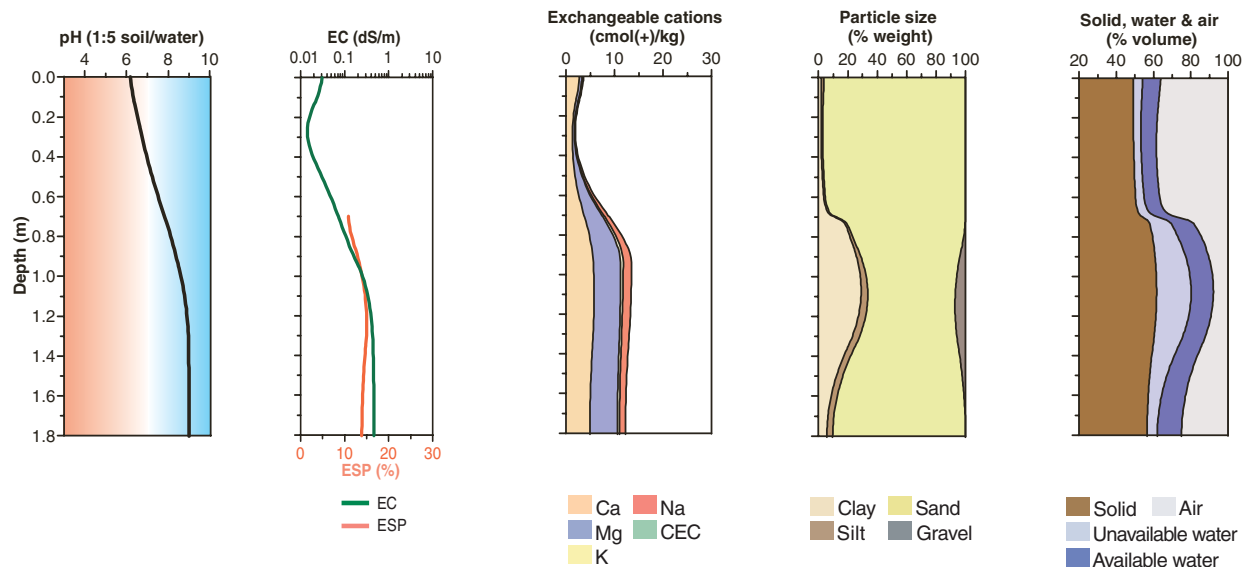 pH (1:5 soil/water)
4 6 8 10
Depth (m)
0.0
0.2
0.4
0.6
0.8
1.0
1.2
1.4
1.6
1.8
EC (dS/m)
0.01 0.1 1 10
0 10 20 30
ESP (%)
EC
ESP
Exchangeable cations
(cmol(+)/kg)
0 10 20 30
Ca
Na
Mg
CEC
K
Particle size
(% weight)
0 20 40 60 80 100
Clay
Sand
Silt
Gravel
Solid, water & air
(% volume)
20 40 60 80 100
Solid
Air
Unavailable water
Available water